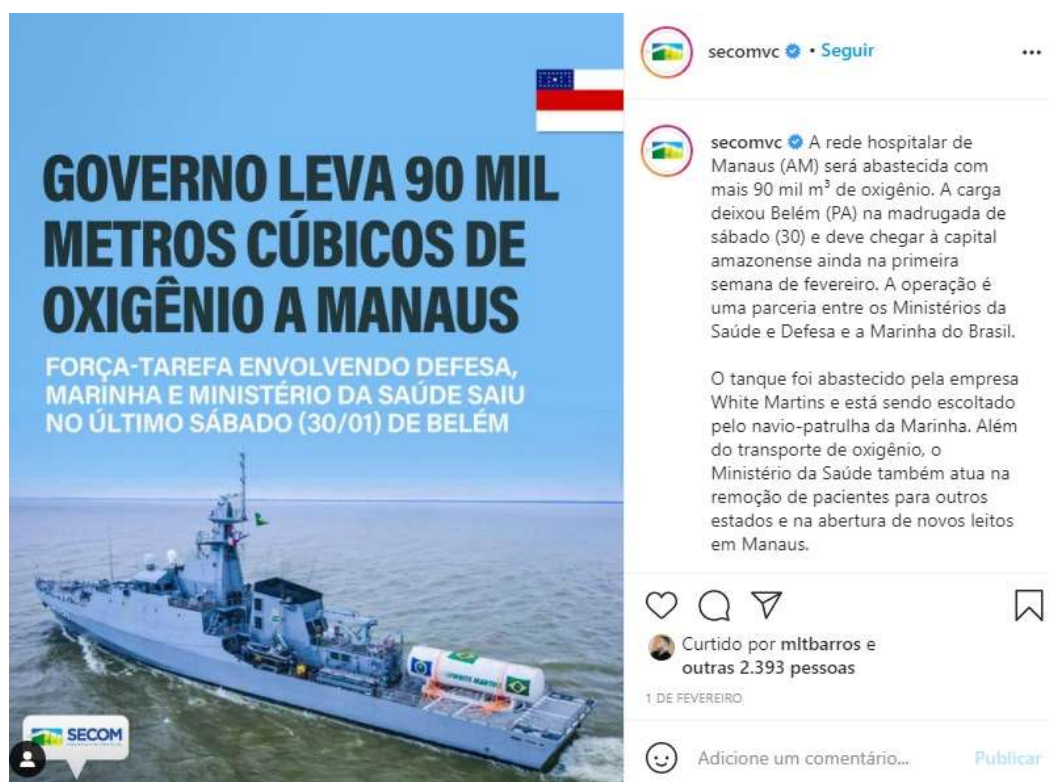 GOVERNO LEVA 90 MIL
METROS CÚBICOS DE
OXIGÊNIO A MANAUS
FORÇA-TAREFA ENVOLVENDO DEFESA,
MARINHA E MINISTÉRIO DA SAÚDE SAIU
NO ÚLTIMO SÁBADO (30/01) DE BELÉM
WHITE MARTINS
SECOM
secomvc • Seguir
secomvc A rede hospitalar de
Manaus (AM) será abastecida com
mais 90 mil m³ de oxigênio. A carga
deixou Belém (PA) na madrugada de
sábado (30) e deve chegar à capital
amazonense ainda na primeira
semana de fevereiro. A operação é
uma parceria entre os Ministérios da
Saúde e Defesa e a Marinha do Brasil.
O tanque foi abastecido pela empresa
White Martins e está sendo escoltado
pelo navio-patrulha da Marinha. Além
do transporte de oxigênio, o
Ministério da Saúde também atua na
remoção de pacientes para outros
estados e na abertura de novos leitos
em Manaus.
Curtido por mltbarros e
outras 2.393 pessoas
1 DE FEVEREIRO
Adicione um comentário...
Publicar